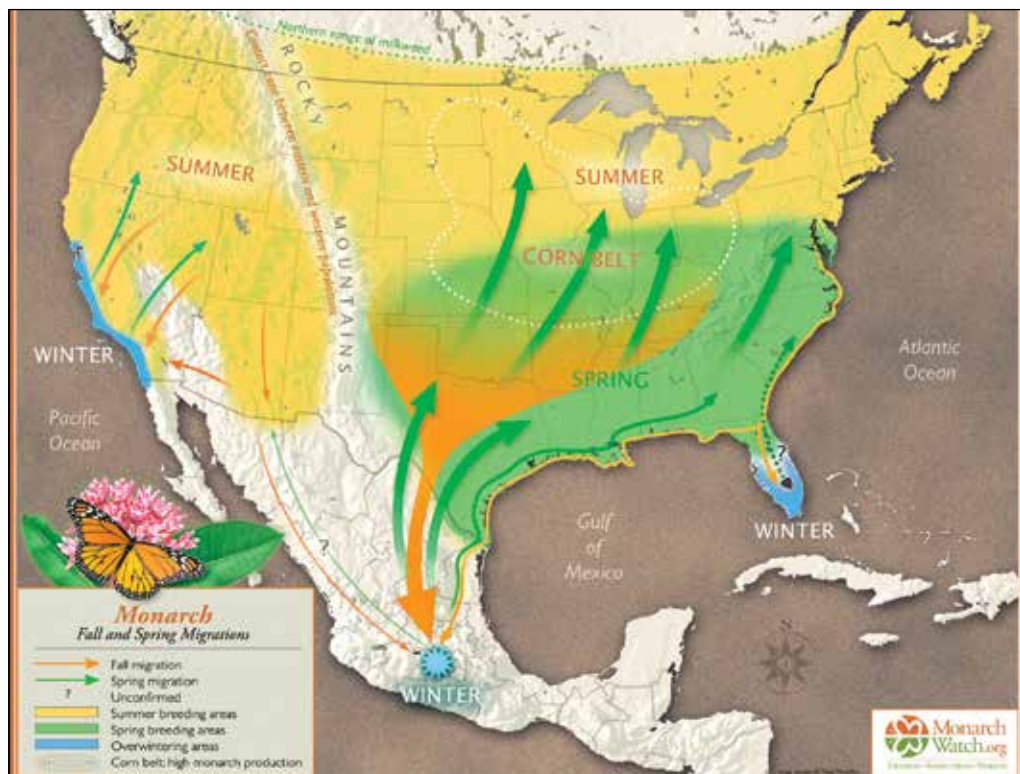 Northern range of milkweed
ROCKY
MOUNTAINS
SUMMER
SUMMER
CORN BELT
SPRING
WINTER
Pacific
Ocean
Atlantic
Ocean
Gulf
of
Mexico
WINTER
WINTER
?
?
N
Monarch
Fall and Spring Migrations
Fall migration
Spring migration
? Unconfirmed
Summer breeding areas
Spring breeding areas
Overwintering areas
Corn belt: high monarch production
Monarch
Watch.org